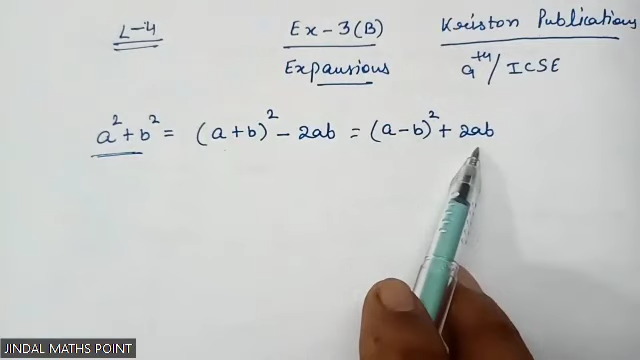 L-4
Ex-3(B)
Kriston Publications
Expansions
9th/ICSE
a² + b² = (a+b)² - 2ab = (a-b)² + 2ab
JINDAL MATHS POINT